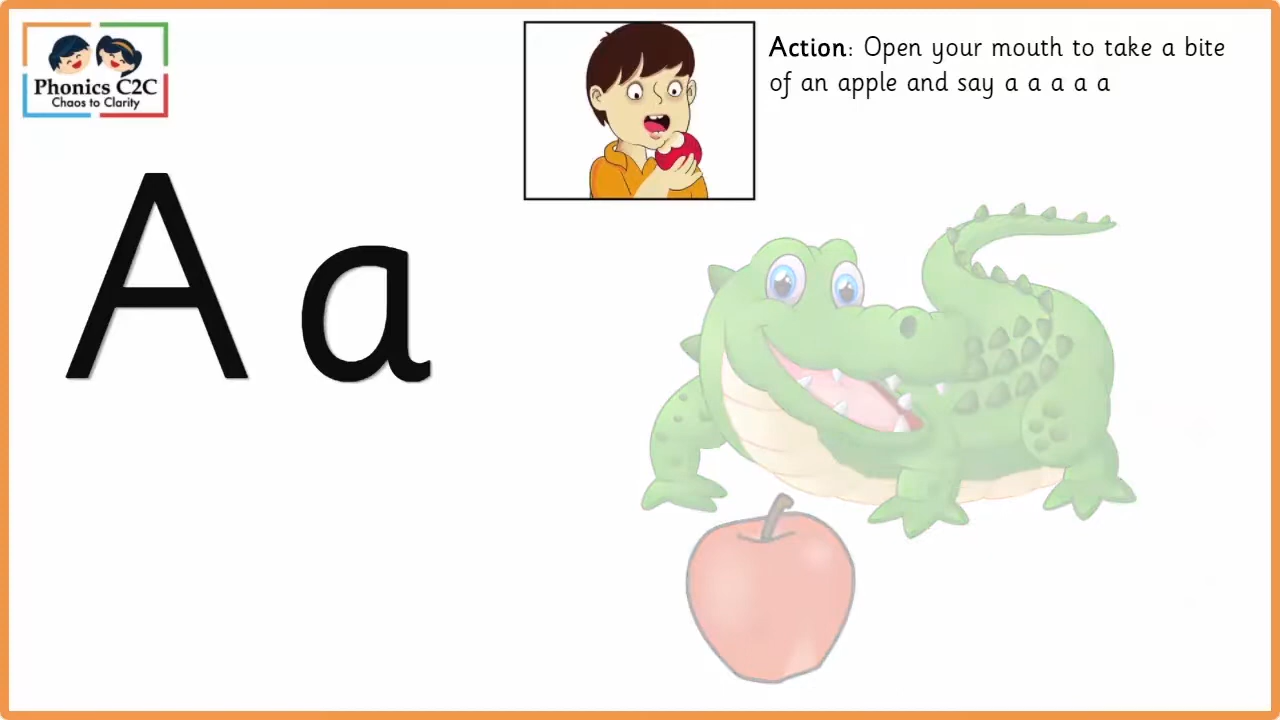 Phonics C2C
Chaos to Clarity
Action: Open your mouth to take a bite
of an apple and say a a a a a
A a